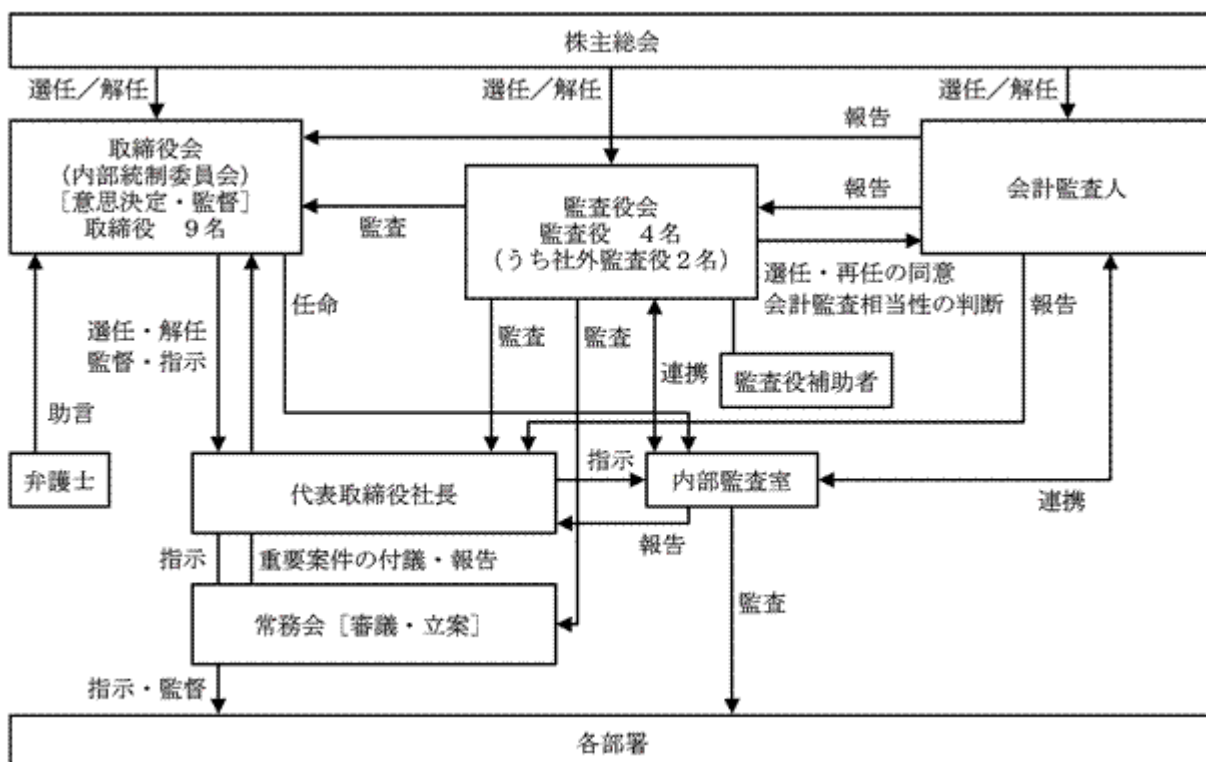 株主総会
選任／解任
選任／解任
選任／解任
取締役会
（内部統制委員会）
［意思決定・監督］
取締役　９名
報告
会計監査人
監査役会
監査役　４名
（うち社外監査役２名）
報告
監査
選任・再任の同意
会計監査相当性の判断
報告
任命
選任・解任
監督・指示
監査
監査
連携
監査役補助者
助言
弁護士
代表取締役社長
指示
内部監査室
連携
報告
指示
重要案件の付議・報告
常務会［審議・立案］
監査
指示・監督
各部署